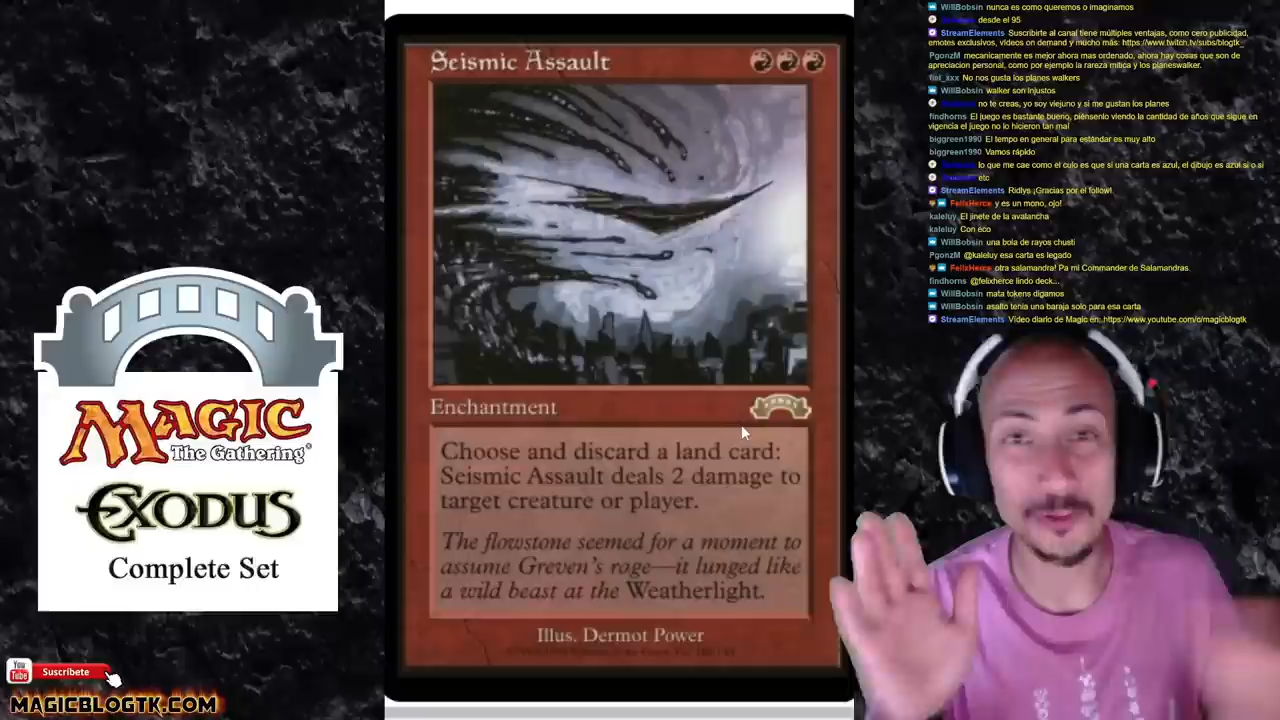 Seismic Assault
Enchantment
Choose and discard a land card:
Seismic Assault deals 2 damage to
target creature or player.
The flowstone seemed for a moment to
assume Greven's rage—it lunged like
a wild beast at the Weatherlight.
Illus. Dermot Power
MAGIC
The Gathering®
EXODUS
Complete Set
You
Tube
Suscríbete
MAGICBLOGTK.COM
WillBobsin nunca es como queremos o imaginamos
desde el 95
StreamElements Suscribirte al canal tiene múltiples ventajas, como cero publicidad,
emotes exclusivos, vídeos on demand y mucho más: https://www.twitch.tv/subs/blogtk_
PgonzM mecanicamente es mejor ahora mas ordenado, ahora hay cosas que son de
apreciacion personal, como por ejemplo la rareza mitica y los planeswalker.
No nos gusta los planes walkers
WillBobsin walker son injustos
no te creas, yo soy viejuno y si me gustan los planes
findhorns El juego es bastante bueno, piénsenlo viendo la cantidad de años que sigue en
vigencia el juego no lo hicieron tan mal
biggreen1990 El tempo en general para estándar es muy alto
biggreen1990 Vamos rápido
lo que me cae como el culo es que si una carta es azul, el dibujo es azul si o si
etc
StreamElements Ridlys ¡Gracias por el follow!
FelixHerce y es un mono, ojo!
kaleluy El jinete de la avalancha
kaleluy Con eco
WillBobsin una bola de rayos chusti
PgonzM @kaleluy esa carta es legado
FelixHerce otra salamandra! Pa mi Commander de Salamandras.
findhorns @felixherce lindo deck...
WillBobsin mata tokens digamos
WillBobsin asalto tenia una baraja solo para esa carta
StreamElements Vídeo diario de Magic en: https://www.youtube.com/c/magicblogtk